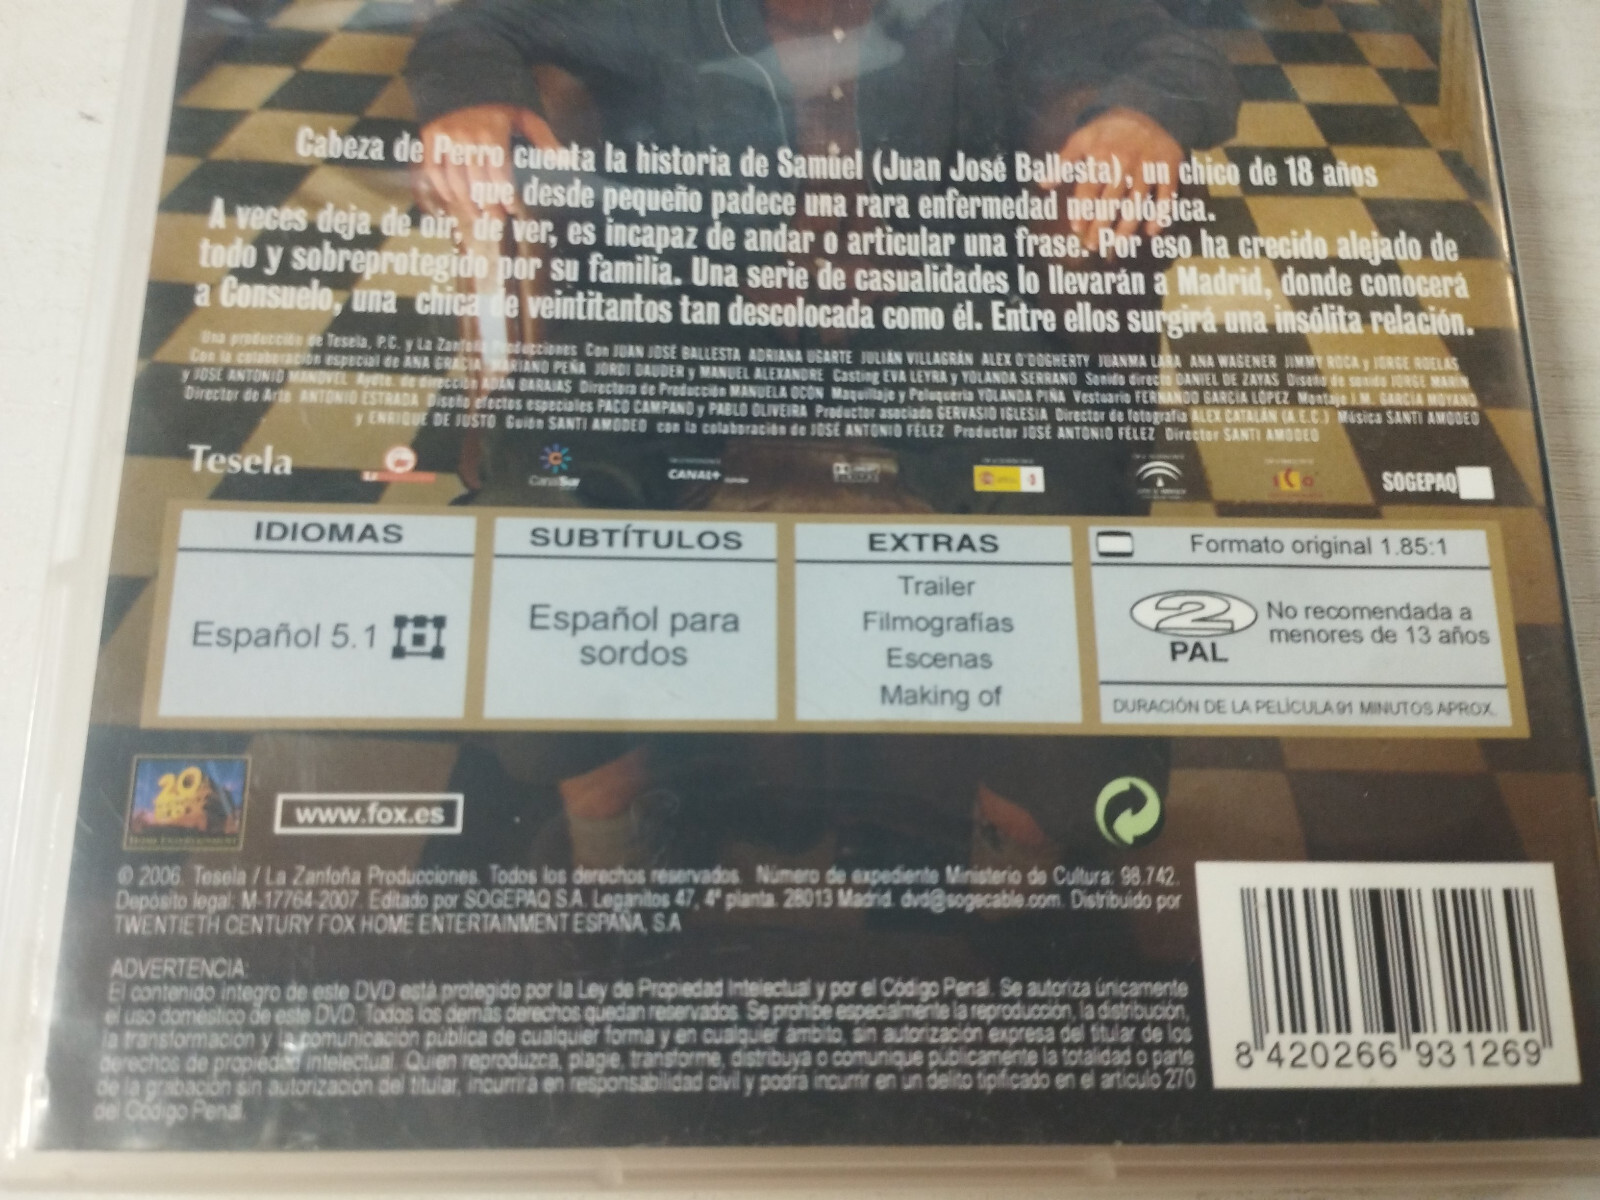 Cabeza de Perro cuenta la historia de Samuel (Juan José Ballesta), un chico de 18 años
que desde pequeño padece una rara enfermedad neurológica.
A veces deja de oir, de ver, es incapaz de andar o articular una frase. Por eso ha crecido alejado de
todo y sobreprotegido por su familia. Una serie de casualidades lo llevarán a Madrid, donde conocerá
a Consuelo, una chica de veintitantos tan descolocada como él. Entre ellos surgirá una insólita relación.
Una producción de Tesela, P.C. y La Zanfoña Producciones Con JUAN JOSÉ BALLESTA ADRIANA UGARTE JULIÁN VILLAGRÁN ALEX O'DOGHERTY JUANMA LARA ANA WAGENER JIMMY ROCA y JORGE ROELAS
Con la colaboración especial de ANA GRACIA MARIANO PEÑA JORDI DAUDER y MANUEL ALEXANDRE Casting EVA LEYRA y YOLANDA SERRANO Sonido directo DANIEL DE ZAYAS Diseño de sonido JORGE MARIN
y JOSÉ ANTONIO MANOVEL Ayte. de dirección ADÁN BARAJAS Directora de Producción MANUELA OCÓN Maquillaje y Peluquería YOLANDA PIÑA Vestuario FERNANDO GARCÍA LÓPEZ Montaje J.M. GARCÍA MOYANO
Director de Arte ANTONIO ESTRADA Diseño efectos especiales PACO CAMPANO y PABLO OLIVEIRA Productor asociado GERVASIO IGLESIA Director de fotografía ALEX CATALÁN (A.E.C.) Música SANTI AMODEO
y ENRIQUE DE JUSTO Guión SANTI AMODEO con la colaboración de JOSÉ ANTONIO FÉLEZ Productor JOSÉ ANTONIO FÉLEZ Director SANTI AMODEO
Tesela CanalSur CANAL+ SOGEPAQ
IDIOMAS
Español 5.1
SUBTÍTULOS
Español para
sordos
EXTRAS
Trailer
Filmografías
Escenas
Making of
Formato original 1.85:1
2
PAL
No recomendada a
menores de 13 años
DURACIÓN DE LA PELÍCULA 91 MINUTOS APROX.
20
www.fox.es
© 2006. Tesela / La Zanfoña Producciones. Todos los derechos reservados. Número de expediente Ministerio de Cultura: 98.742.
Depósito legal: M-17764-2007. Editado por SOGEPAQ S.A. Leganitos 47, 4ª planta. 28013 Madrid. dvd@sogecable.com. Distribuido por
TWENTIETH CENTURY FOX HOME ENTERTAINMENT ESPAÑA, S.A
ADVERTENCIA:
El contenido integro de este DVD está protegido por la Ley de Propiedad Intelectual y por el Código Penal. Se autoriza únicamente
el uso doméstico de este DVD. Todos los demás derechos quedan reservados. Se prohibe especialmente la reproducción, la distribución,
la transformación y la comunicación pública de cualquier forma y en cualquier ámbito, sin autorización expresa del titular de los
derechos de propiedad intelectual. Quien reproduzca, plagie, transforme, distribuya o comunique públicamente la totalidad o parte
de la grabación sin autorización del titular, incurrirá en responsabilidad civil y podrá incurrir en un delito tipificado en el artículo 270
del Código Penal.
8 420266 931269